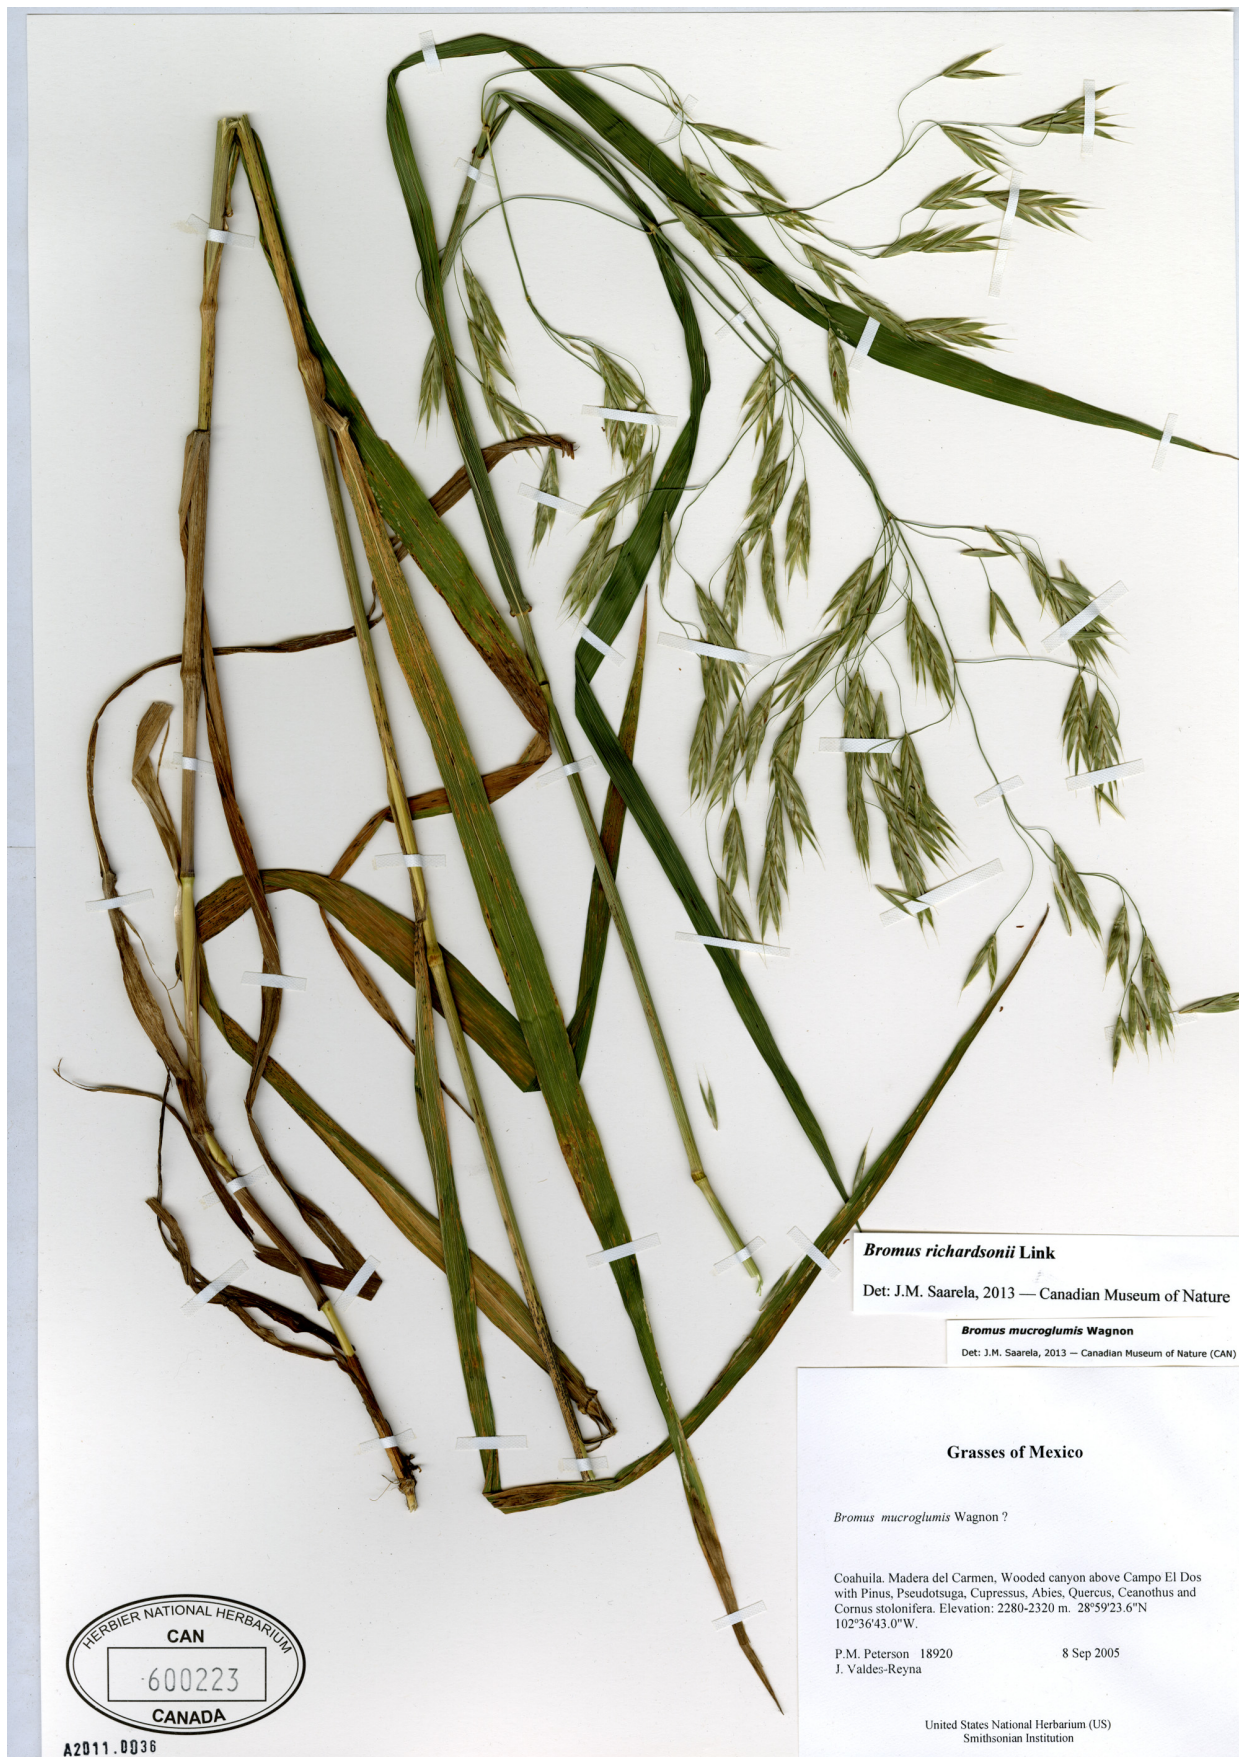 Bromus richardsonii Link
Det: J.M. Saarela, 2013 — Canadian Museum of Nature
Bromus mucroglumis Wagnon
Det: J.M. Saarela, 2013 — Canadian Museum of Nature (CAN)
Grasses of Mexico
Bromus mucroglumis Wagnon ?
Coahuila. Madera del Carmen, Wooded canyon above Campo El Dos
with Pinus, Pseudotsuga, Cupressus, Abies, Quercus, Ceanothus and
Cornus stolonifera. Elevation: 2280-2320 m. 28°59'23.6"N
102°36'43.0"W.
P.M. Peterson 18920 8 Sep 2005
J. Valdes-Reyna
United States National Herbarium (US)
Smithsonian Institution
HERBIER NATIONAL HERBARIUM
CAN
600223
CANADA
A2011.0036